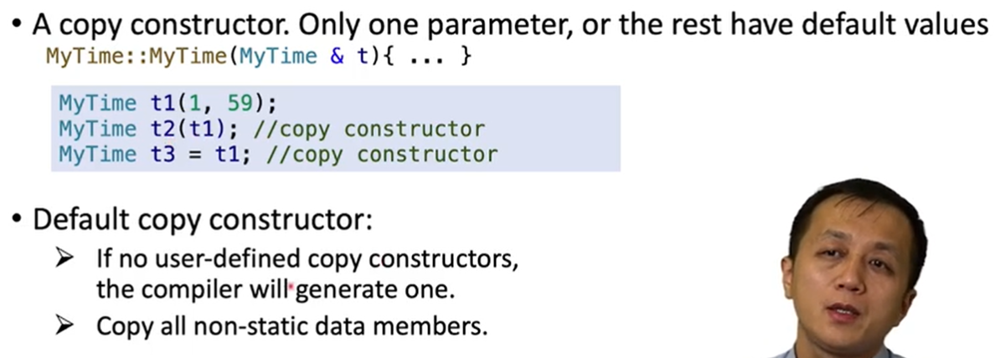 • A copy constructor. Only one parameter, or the rest have default values
MyTime::MyTime(MyTime & t){ ... }
MyTime t1(1, 59);
MyTime t2(t1); //copy constructor
MyTime t3 = t1; //copy constructor
• Default copy constructor:
➢ If no user-defined copy constructors,
the compiler will generate one.
➢ Copy all non-static data members.